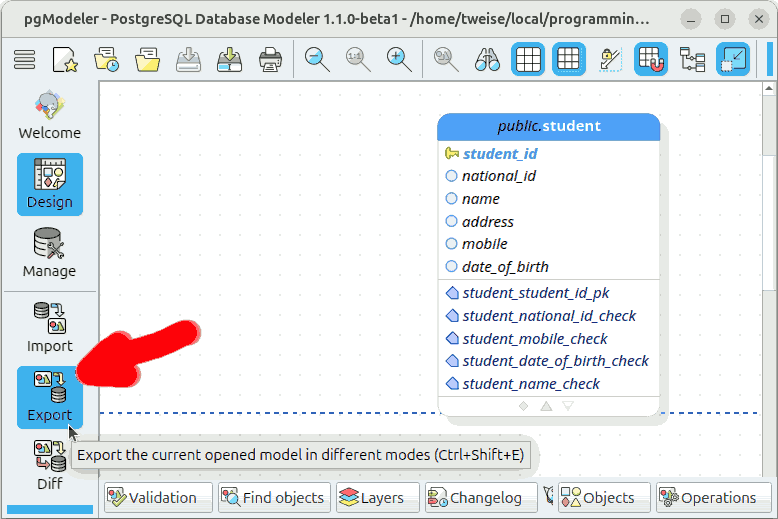 pgModeler - PostgreSQL Database Modeler 1.1.0-beta1 - /home/tweise/local/programmin...
1:1
Welcome
Design
Manage
Import
Export
Diff
public.student
student_id
national_id
name
address
mobile
date_of_birth
student_student_id_pk
student_national_id_check
student_mobile_check
student_date_of_birth_check
student_name_check
Export the current opened model in different modes (Ctrl+Shift+E)
Validation
Find objects
Layers
Changelog
Objects
Operations